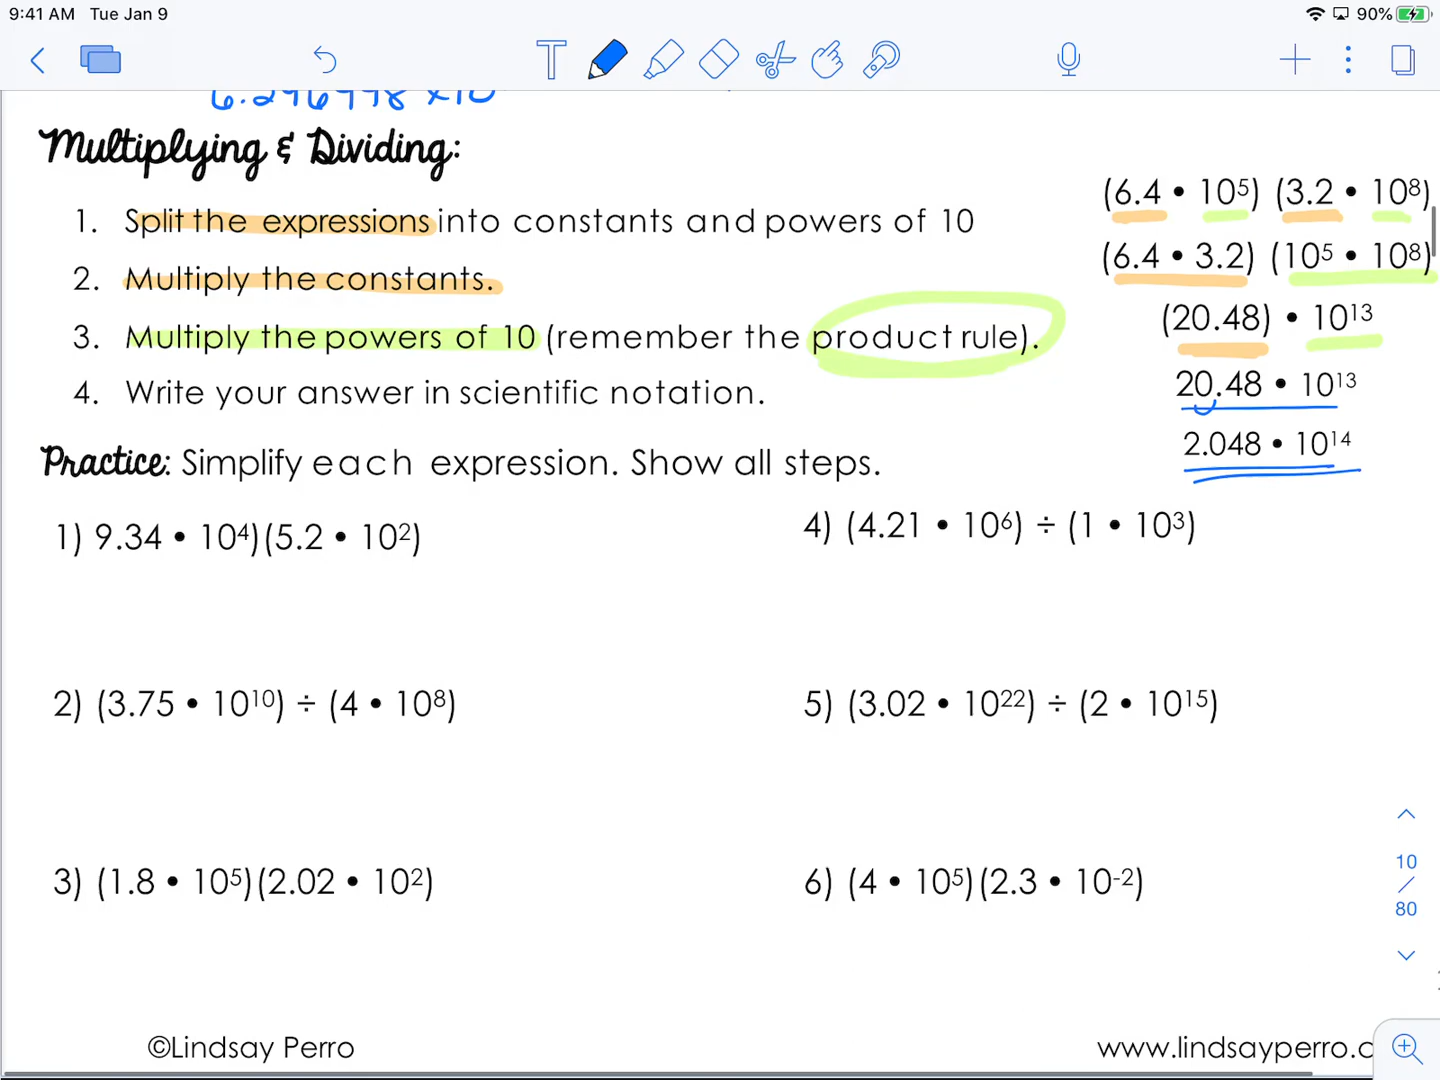 9:41 AM Tue Jan 9
90%
Multiplying & Dividing:
1. Split the expressions into constants and powers of 10
2. Multiply the constants.
3. Multiply the powers of 10 (remember the product rule).
4. Write your answer in scientific notation.
(6.4 • 10⁵) (3.2 • 10⁸)
(6.4 • 3.2) (10⁵ • 10⁸)
(20.48) • 10¹³
20.48 • 10¹³
2.048 • 10¹⁴
Practice: Simplify each expression. Show all steps.
1) 9.34 • 10⁴)(5.2 • 10²)
2) (3.75 • 10¹⁰) ÷ (4 • 10⁸)
3) (1.8 • 10⁵)(2.02 • 10²)
4) (4.21 • 10⁶) ÷ (1 • 10³)
5) (3.02 • 10²²) ÷ (2 • 10¹⁵)
6) (4 • 10⁵)(2.3 • 10⁻²)
10
/
80
©Lindsay Perro
www.lindsayperro.c